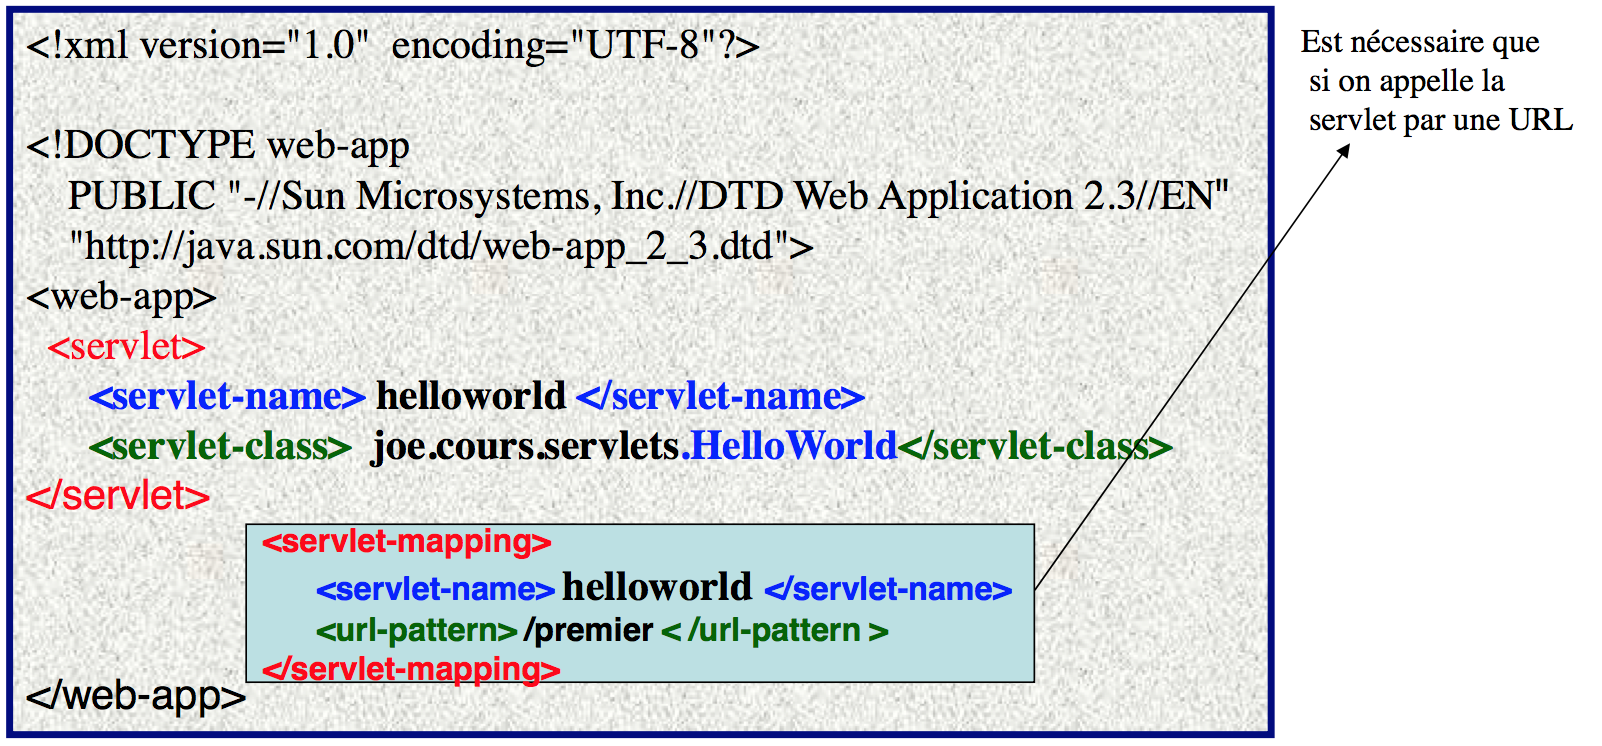 <!xml version="1.0"  encoding="UTF-8"?>
<!DOCTYPE web-app
PUBLIC "-//Sun Microsystems, Inc.//DTD Web Application 2.3//EN"
"http://java.sun.com/dtd/web-app_2_3.dtd">
<web-app>
<servlet>
<servlet-name> helloworld </servlet-name>
<servlet-class>  joe.cours.servlets.HelloWorld</servlet-class>
</servlet>
<servlet-mapping>
<servlet-name> helloworld </servlet-name>
<url-pattern> /premier < /url-pattern >
</servlet-mapping>
</web-app>
Est nécessaire que
si on appelle la
servlet par une URL